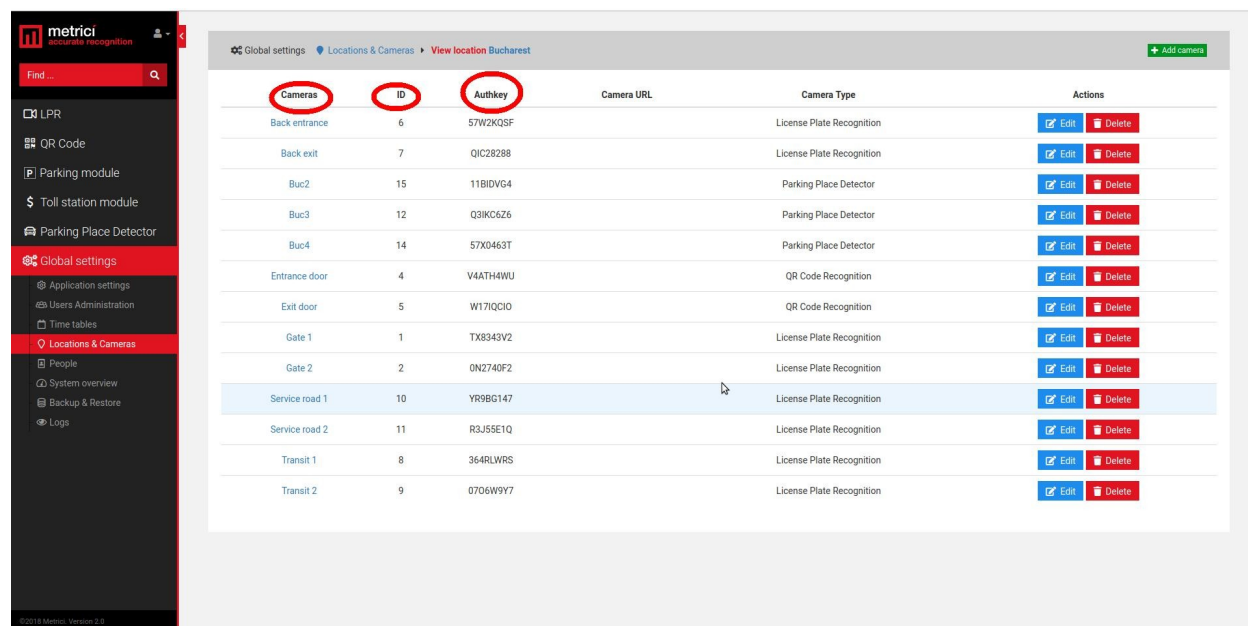 metrici
accurate recognition
Find ...
LPR
QR Code
Parking module
Toll station module
Parking Place Detector
Global settings
Application settings
Users Administration
Time tables
Locations & Cameras
People
System overview
Backup & Restore
Logs
©2018 Metrici. Version 2.0
Global settings Locations & Cameras View location Bucharest
Add camera
Cameras ID Authkey Camera URL Camera Type Actions
Back entrance 6 57W2KQSF License Plate Recognition Edit Delete
Back exit 7 QIC28288 License Plate Recognition Edit Delete
Buc2 15 11BIDVG4 Parking Place Detector Edit Delete
Buc3 12 Q3IKC6Z6 Parking Place Detector Edit Delete
Buc4 14 57X0463T Parking Place Detector Edit Delete
Entrance door 4 V4ATH4WU QR Code Recognition Edit Delete
Exit door 5 W17IQCIO QR Code Recognition Edit Delete
Gate 1 1 TX8343V2 License Plate Recognition Edit Delete
Gate 2 2 0N2740F2 License Plate Recognition Edit Delete
Service road 1 10 YR9BG147 License Plate Recognition Edit Delete
Service road 2 11 R3J55E1Q License Plate Recognition Edit Delete
Transit 1 8 364RLWRS License Plate Recognition Edit Delete
Transit 2 9 07O6W9Y7 License Plate Recognition Edit Delete